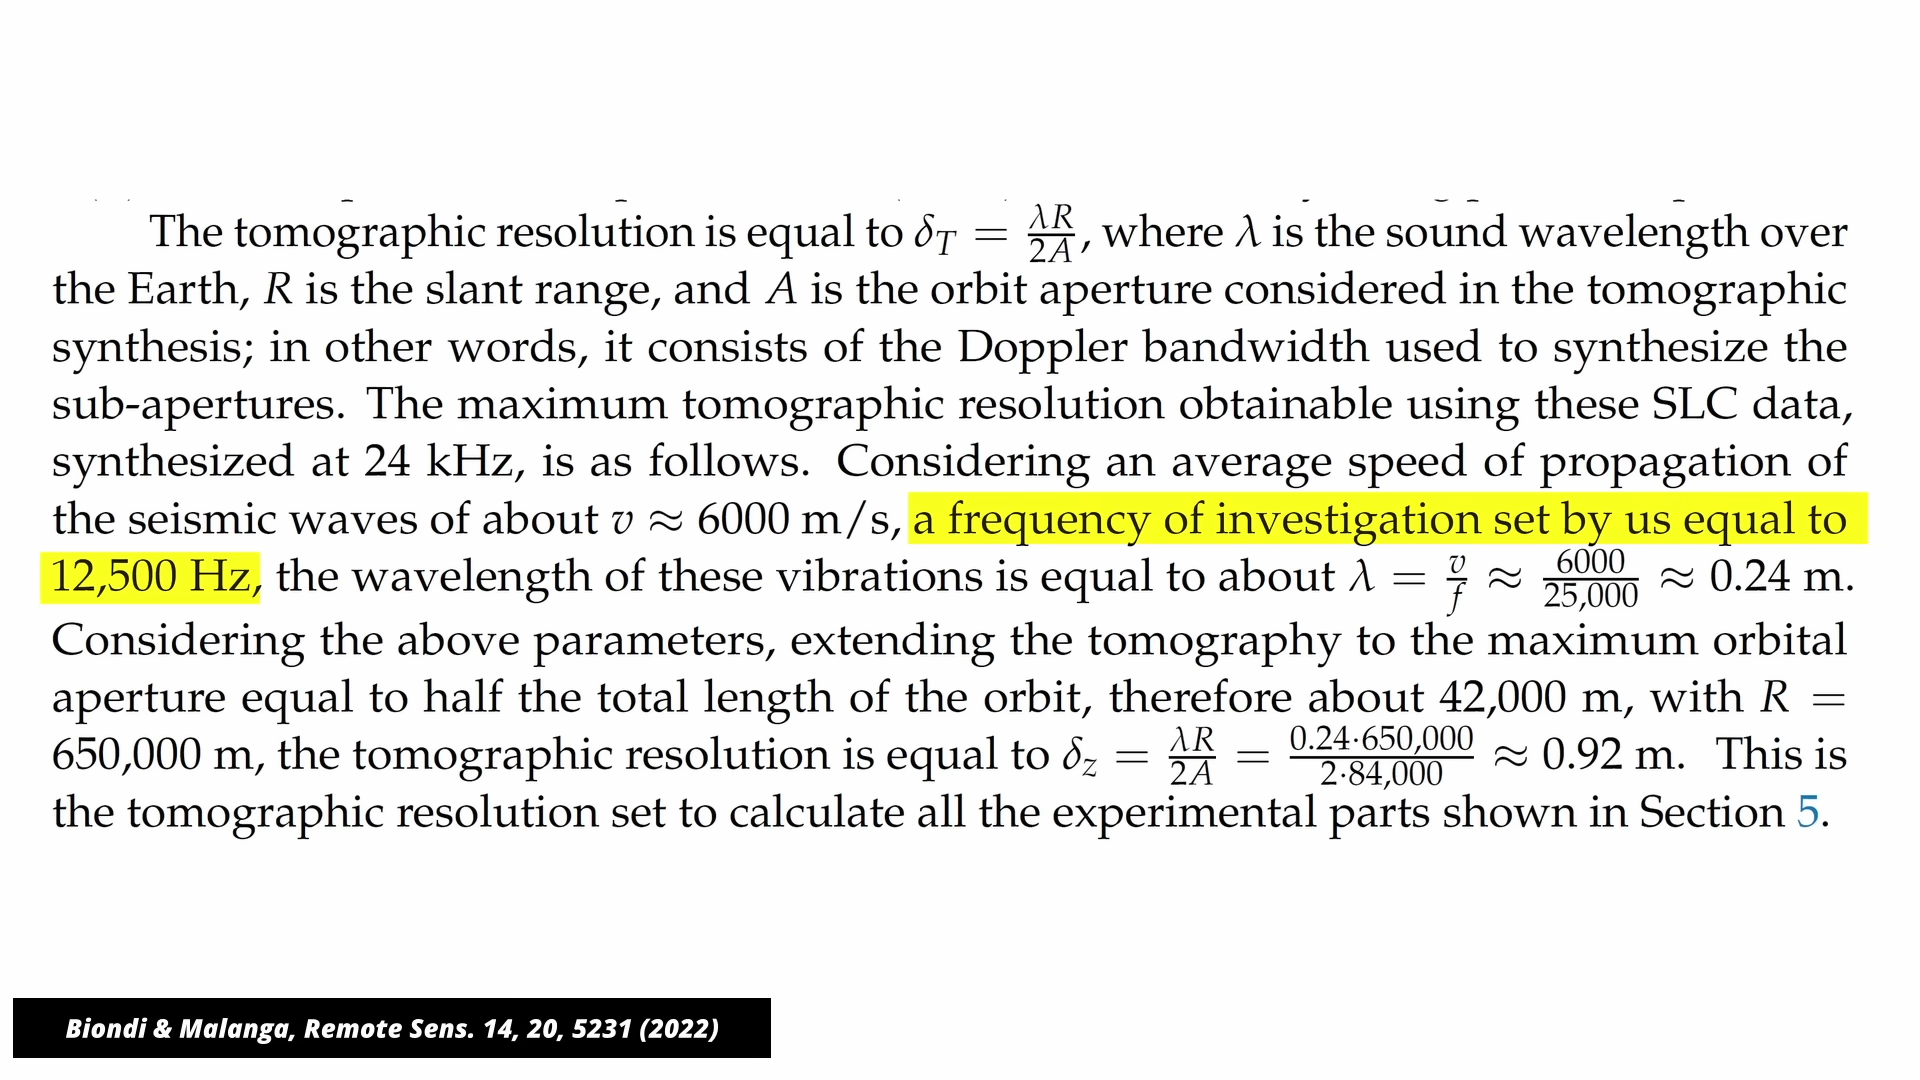 The tomographic resolution is equal to δ_T = λR/2A, where λ is the sound wavelength over
the Earth, R is the slant range, and A is the orbit aperture considered in the tomographic
synthesis; in other words, it consists of the Doppler bandwidth used to synthesize the
sub-apertures. The maximum tomographic resolution obtainable using these SLC data,
synthesized at 24 kHz, is as follows. Considering an average speed of propagation of
the seismic waves of about v ≈ 6000 m/s, a frequency of investigation set by us equal to
12,500 Hz, the wavelength of these vibrations is equal to about λ = v/f ≈ 6000/25,000 ≈ 0.24 m.
Considering the above parameters, extending the tomography to the maximum orbital
aperture equal to half the total length of the orbit, therefore about 42,000 m, with R =
650,000 m, the tomographic resolution is equal to δ_z = λR/2A = 0.24·650,000/2·84,000 ≈ 0.92 m. This is
the tomographic resolution set to calculate all the experimental parts shown in Section 5.
Biondi & Malanga, Remote Sens. 14, 20, 5231 (2022)